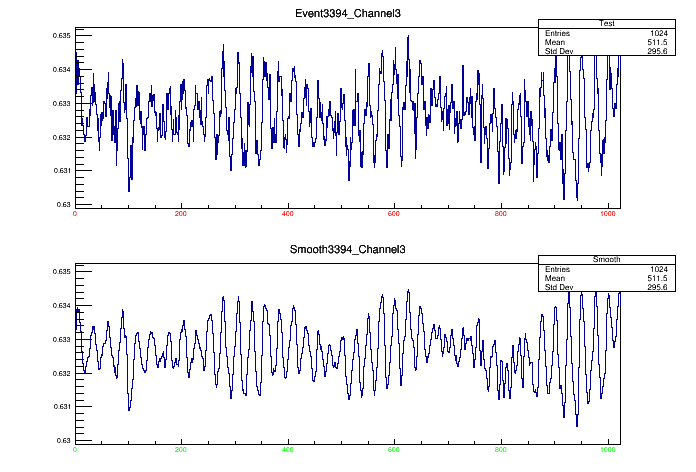 Event3394_Channel3
Test
Entries 1024
Mean 511.5
Std Dev 295.6
0.635
0.634
0.633
0.632
0.631
0.63
0 200 400 600 800 1000
Smooth3394_Channel3
Smooth
Entries 1024
Mean 511.5
Std Dev 295.6
0.635
0.634
0.633
0.632
0.631
0.63
0 200 400 600 800 1000